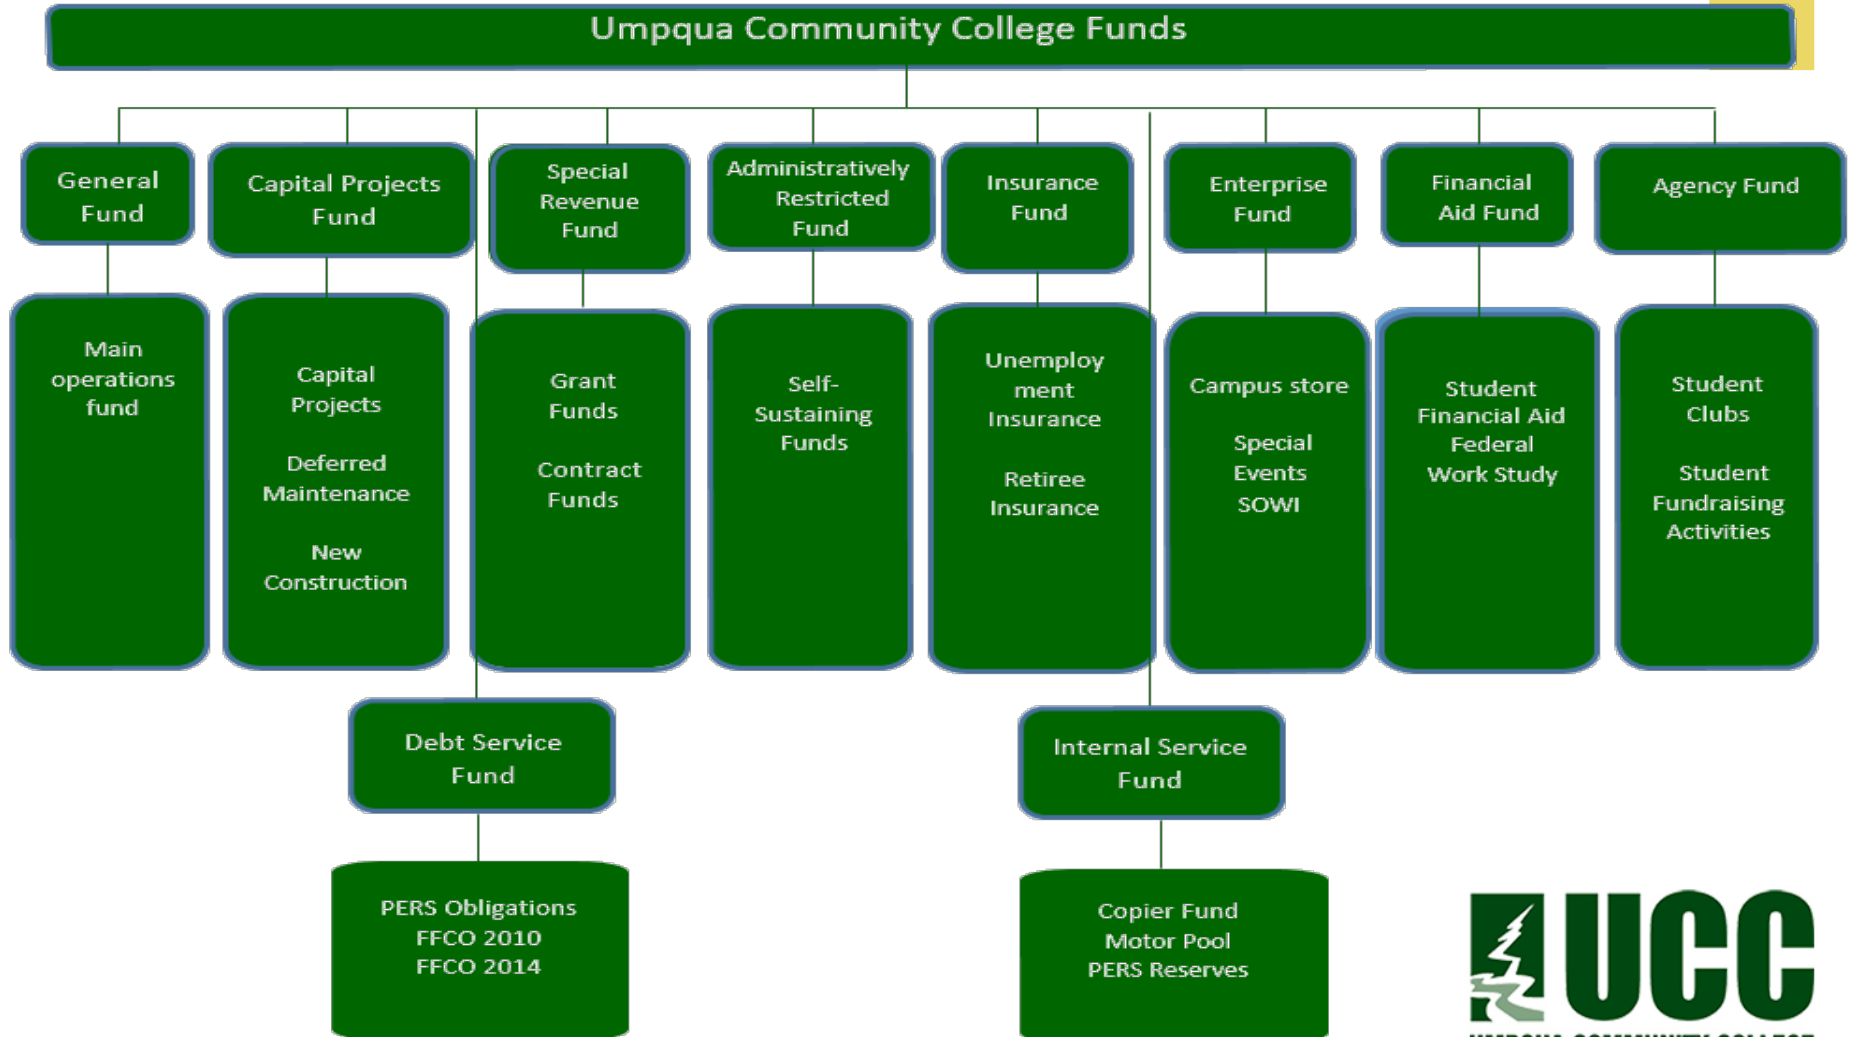 Umpqua Community College Funds
General
Fund
Capital Projects
Fund
Special
Revenue
Fund
Administratively
Restricted
Fund
Insurance
Fund
Enterprise
Fund
Financial
Aid Fund
Agency Fund
Main
operations
fund
Capital
Projects
Deferred
Maintenance
New
Construction
Grant
Funds
Contract
Funds
Self-
Sustaining
Funds
Unemploy
ment
Insurance
Retiree
Insurance
Campus store
Special
Events
SOWI
Student
Financial Aid
Federal
Work Study
Student
Clubs
Student
Fundraising
Activities
Debt Service
Fund
Internal Service
Fund
PERS Obligations
FFCO 2010
FFCO 2014
Copier Fund
Motor Pool
PERS Reserves
UCC
UMPQUA COMMUNITY COLLEGE